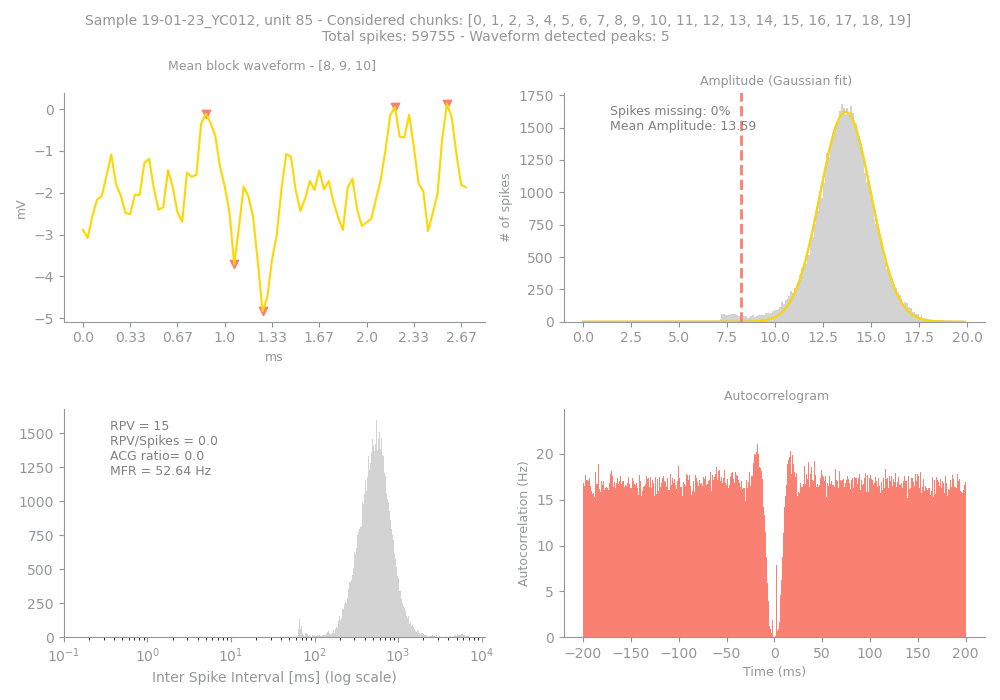 Sample 19-01-23_YC012, unit 85 - Considered chunks: [0, 1, 2, 3, 4, 5, 6, 7, 8, 9, 10, 11, 12, 13, 14, 15, 16, 17, 18, 19]
Total spikes: 59755 - Waveform detected peaks: 5
Mean block waveform - [8, 9, 10]
0
−1
−2
−3
−4
−5
mV
0.0 0.33 0.67 1.0 1.33 1.67 2.0 2.33 2.67
ms
Amplitude (Gaussian fit)
Spikes missing: 0%
Mean Amplitude: 13.59
1750
1500
1250
1000
750
500
250
0
# of spikes
0.0 2.5 5.0 7.5 10.0 12.5 15.0 17.5 20.0
RPV = 15
RPV/Spikes = 0.0
ACG ratio= 0.0
MFR = 52.64 Hz
1500
1250
1000
750
500
250
0
10⁻¹ 10⁰ 10¹ 10² 10³ 10⁴
Inter Spike Interval [ms] (log scale)
Autocorrelogram
20
15
10
5
0
Autocorrelation (Hz)
−200 −150 −100 −50 0 50 100 150 200
Time (ms)